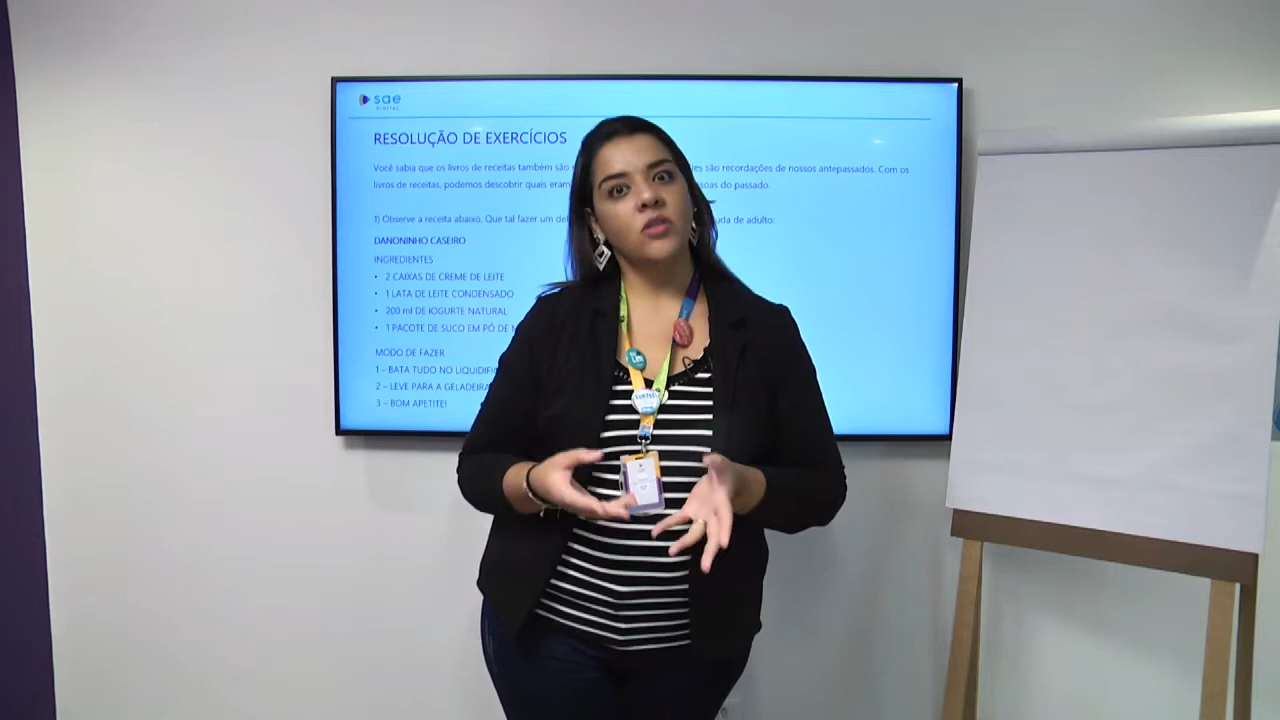 sae
DIGITAL
RESOLUÇÃO DE EXERCÍCIOS
Você sabia que os livros de receitas também são les são recordações de nossos antepassados. Com os
livros de receitas, podemos descobrir quais eram soas do passado.
1) Observe a receita abaixo. Que tal fazer um del uda de adulto:
DANONINHO CASEIRO
INGREDIENTES
• 2 CAIXAS DE CREME DE LEITE
• 1 LATA DE LEITE CONDENSADO
• 200 ml DE IOGURTE NATURAL
• 1 PACOTE DE SUCO EM PÓ DE
MODO DE FAZER
1 – BATA TUDO NO LIQUIDIFIC
2 – LEVE PARA A GELADEIRA
3 – BOM APETITE!